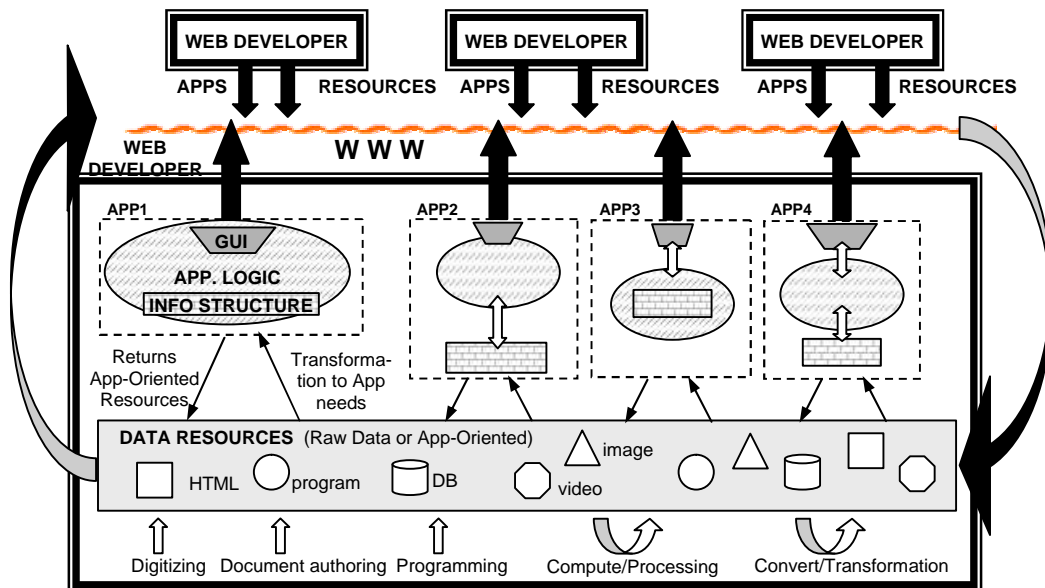 WEB DEVELOPER
WEB DEVELOPER
WEB DEVELOPER
APPS
RESOURCES
APPS
RESOURCES
APPS
RESOURCES
WEB
DEVELOPER
W W W
APP1
APP2
APP3
APP4
GUI
APP. LOGIC
INFO STRUCTURE
Returns
App-Oriented
Resources
Transforma-
tion to App
needs
DATA RESOURCES (Raw Data or App-Oriented)
HTML
program
DB
video
image
Digitizing
Document authoring
Programming
Compute/Processing
Convert/Transformation